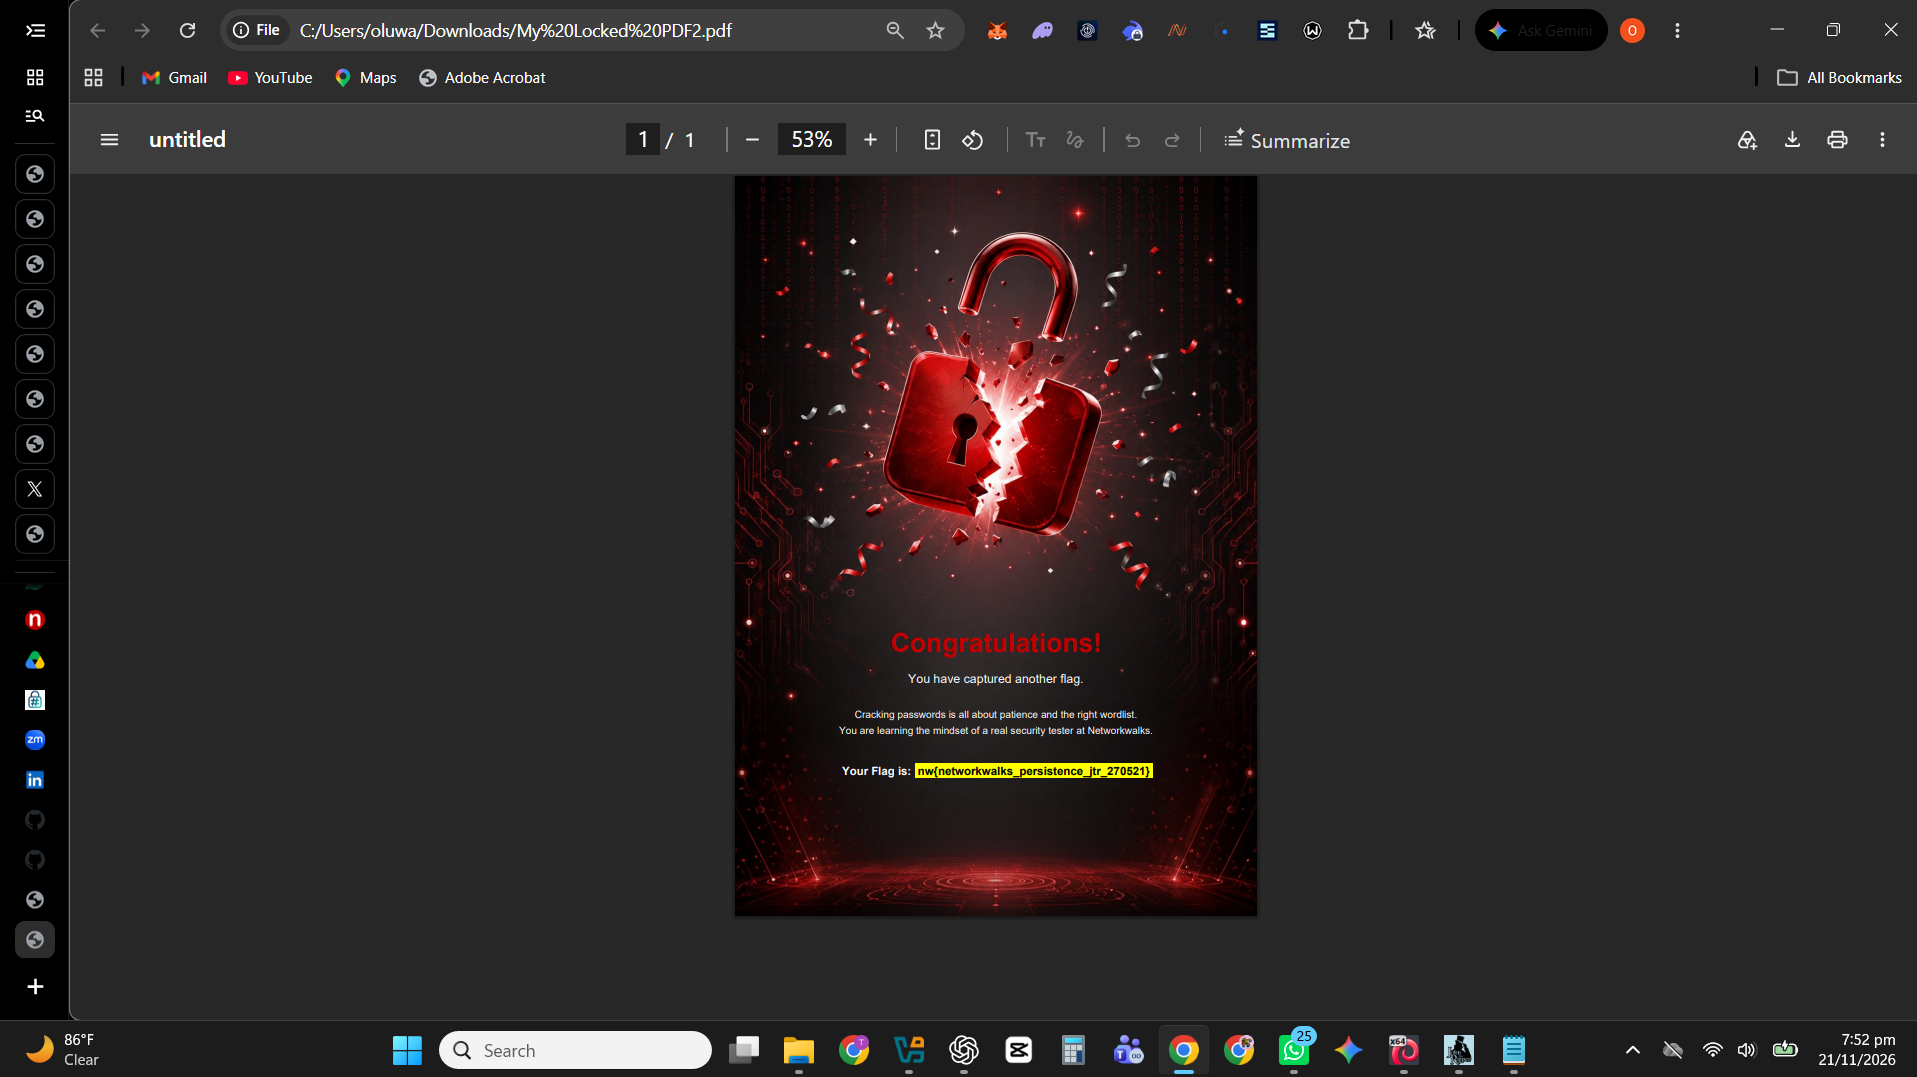 File
C:/Users/oluwa/Downloads/My%20Locked%20PDF2.pdf
Ask Gemini
O
Gmail
YouTube
Maps
Adobe Acrobat
All Bookmarks
untitled
1 / 1
53%
Summarize
Congratulations!
You have captured another flag.
Cracking passwords is all about patience and the right wordlist.
You are learning the mindset of a real security tester at Networkwalks.
Your Flag is: nw{networkwalks_persistence_jtr_270521}
n
zm
in
86°F
Clear
Search
T
25
x64
7:52 pm
21/11/2026